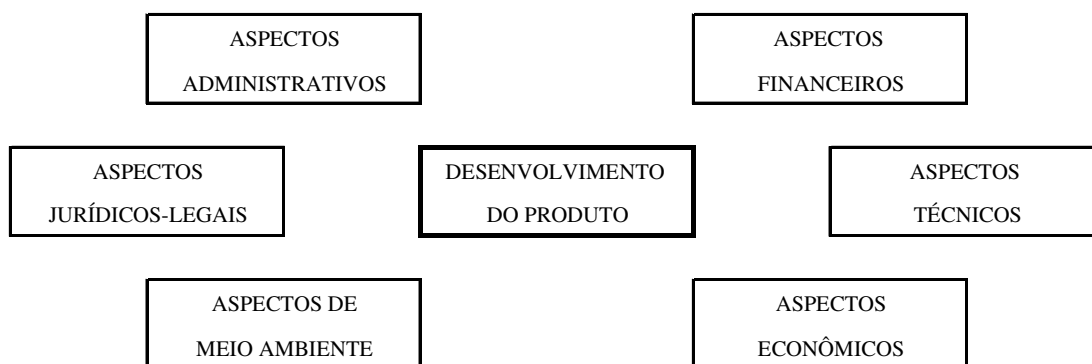 ASPECTOS
ADMINISTRATIVOS
ASPECTOS
FINANCEIROS
ASPECTOS
JURÍDICOS-LEGAIS
DESENVOLVIMENTO
DO PRODUTO
ASPECTOS
TÉCNICOS
ASPECTOS DE
MEIO AMBIENTE
ASPECTOS
ECONÔMICOS